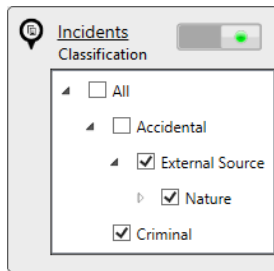 Incidents
Classification
All
Accidental
External Source
Nature
Criminal